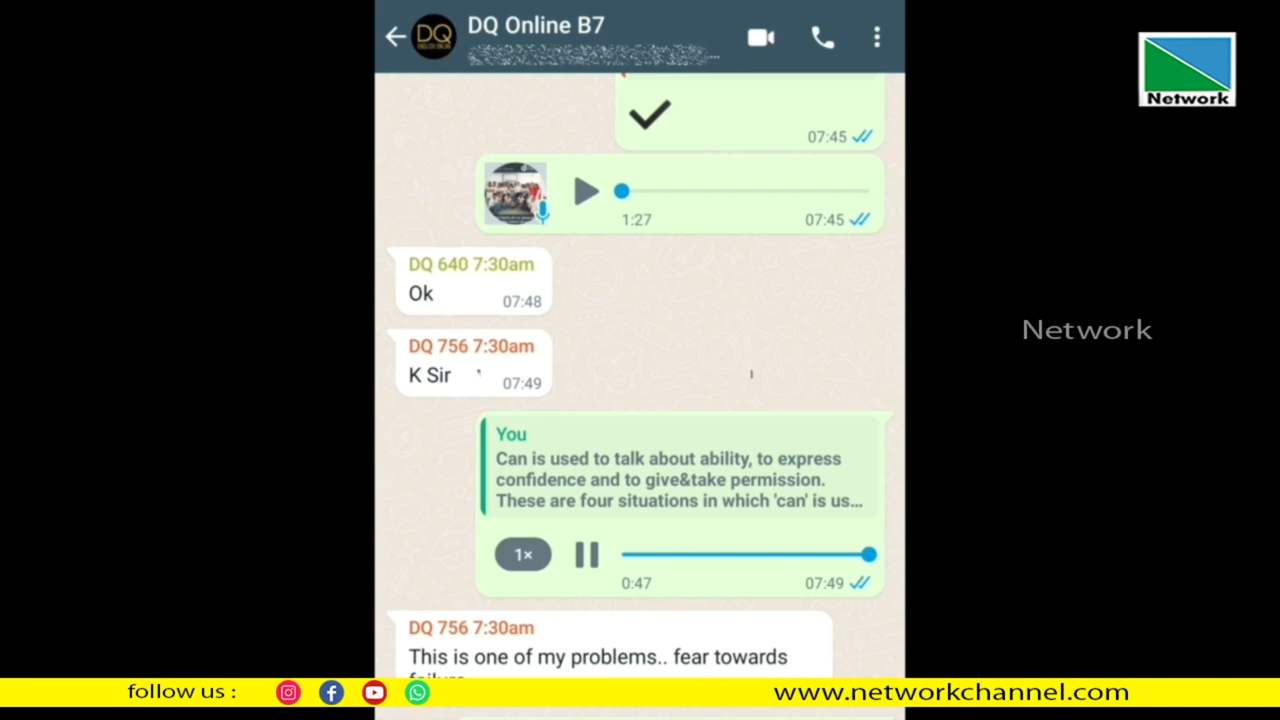 DQ
ENGLISH ONLINE
DQ Online B7
Network
07:45
1:27
07:45
DQ 640 7:30am
Ok
07:48
Network
DQ 756 7:30am
K Sir
07:49
You
Can is used to talk about ability, to express
confidence and to give&take permission.
These are four situations in which 'can' is us...
1×
0:47
07:49
DQ 756 7:30am
This is one of my problems.. fear towards
follow us :
www.networkchannel.com